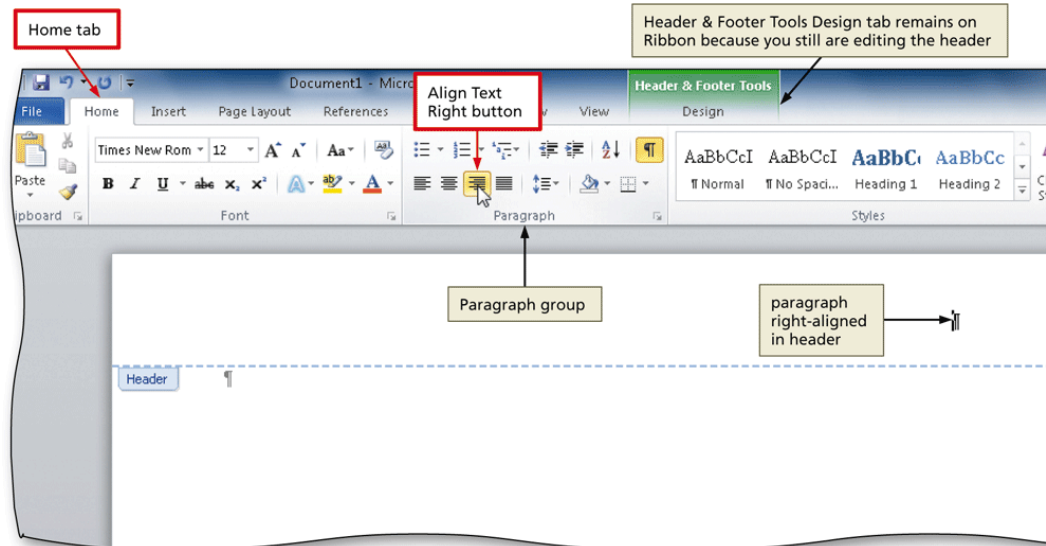 Home tab
Header & Footer Tools Design tab remains on
Ribbon because you still are editing the header
Document1 - Micro
Header & Footer Tools
Align Text
Right button
File Home Insert Page Layout References View Design
Times New Rom 12 A A Aa
Paste
B I U abc x₂ x² A ab A
AaBbCcI AaBbCcI AaBbC AaBbCc
¶ Normal ¶ No Spaci... Heading 1 Heading 2
ipboard Font Paragraph Styles
Paragraph group
paragraph
right-aligned
in header
¶
Header ¶